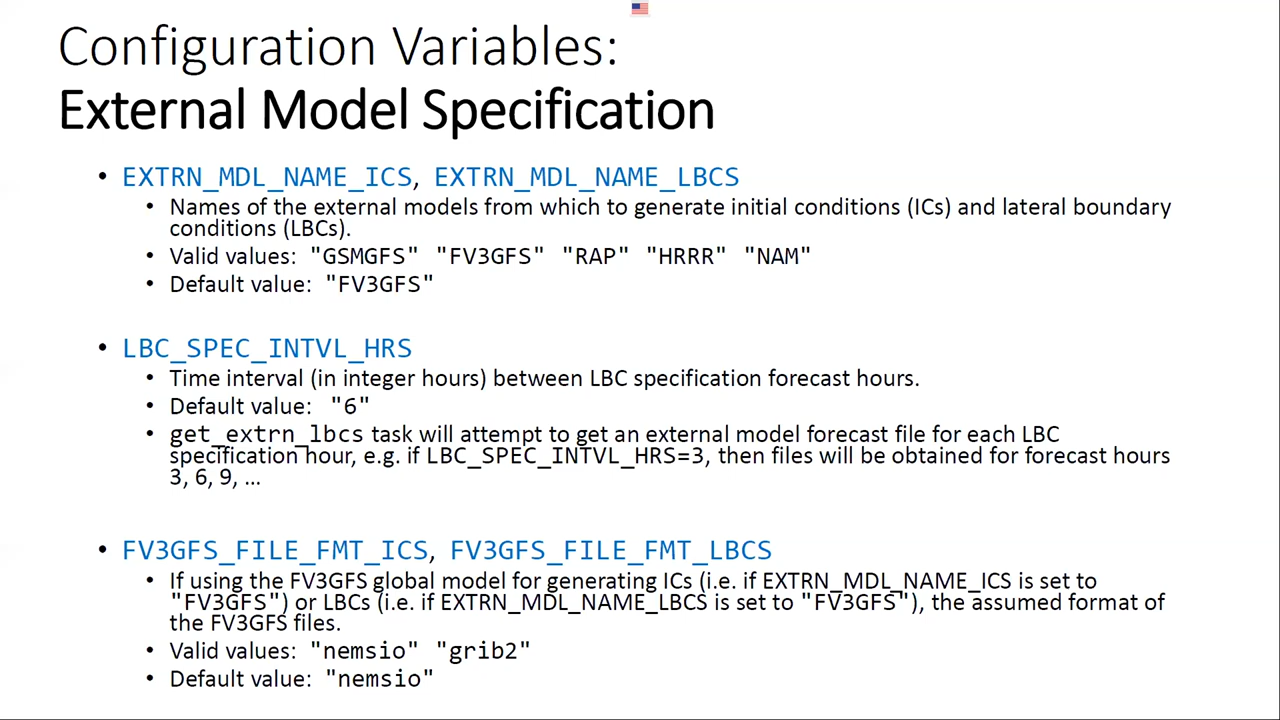 Configuration Variables:
External Model Specification
• EXTRN_MDL_NAME_ICS, EXTRN_MDL_NAME_LBCS
• Names of the external models from which to generate initial conditions (ICs) and lateral boundary
conditions (LBCs).
• Valid values: "GSMGFS" "FV3GFS" "RAP" "HRRR" "NAM"
• Default value: "FV3GFS"
• LBC_SPEC_INTVL_HRS
• Time interval (in integer hours) between LBC specification forecast hours.
• Default value: "6"
• get_extrn_lbcs task will attempt to get an external model forecast file for each LBC
specification hour, e.g. if LBC_SPEC_INTVL_HRS=3, then files will be obtained for forecast hours
3, 6, 9, ...
• FV3GFS_FILE_FMT_ICS, FV3GFS_FILE_FMT_LBCS
• If using the FV3GFS global model for generating ICs (i.e. if EXTRN_MDL_NAME_ICS is set to
"FV3GFS") or LBCs (i.e. if EXTRN_MDL_NAME_LBCS is set to "FV3GFS"), the assumed format of
the FV3GFS files.
• Valid values: "nemsio" "grib2"
• Default value: "nemsio"